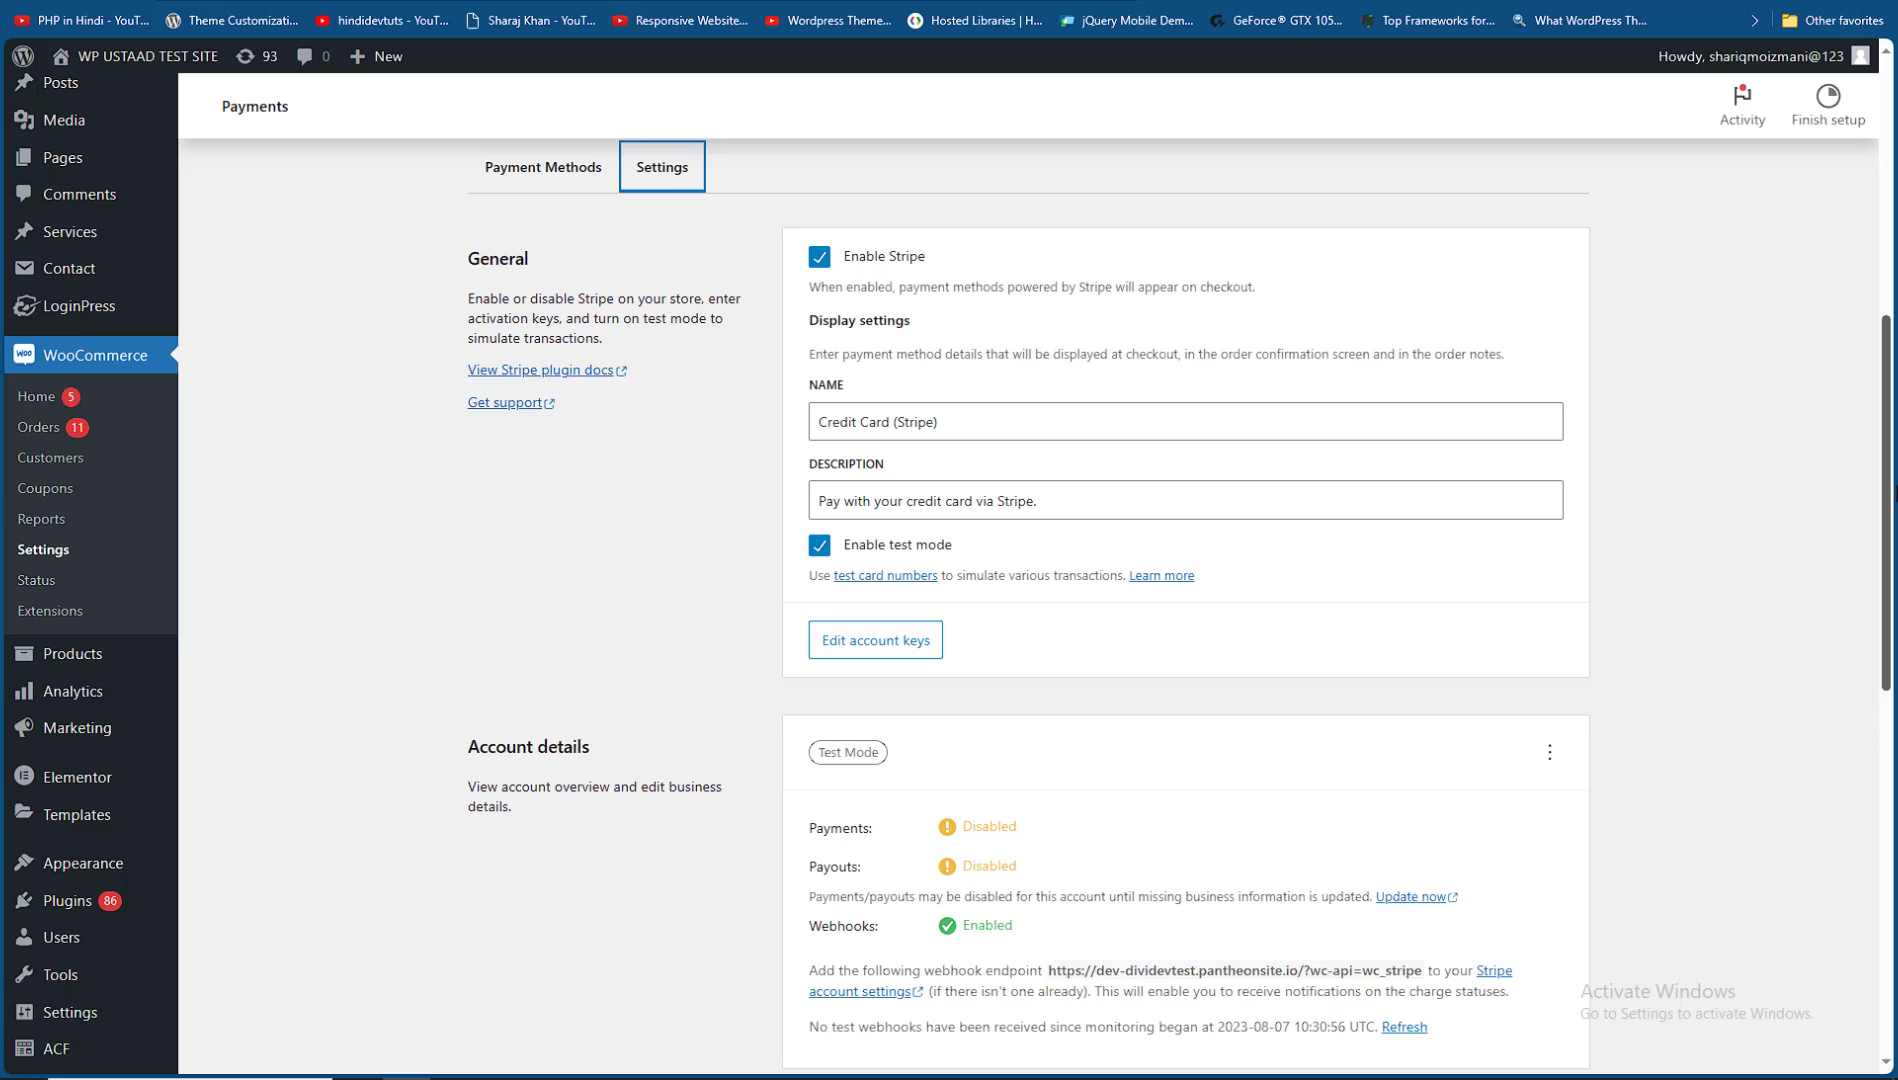 PHP in Hindi - YouT...
Theme Customizati...
hindidevtuts - YouT...
Sharaj Khan - YouT...
Responsive Website...
Wordpress Theme...
Hosted Libraries | H...
jQuery Mobile Dem...
GeForce® GTX 105...
Top Frameworks for...
What WordPress Th...
Other favorites
WP USTAAD TEST SITE
93
0
New
Howdy, shariqmoizmani@123
Posts
Media
Pages
Comments
Services
Contact
LoginPress
WOO
WooCommerce
Home 5
Orders 11
Customers
Coupons
Reports
Settings
Status
Extensions
Products
Analytics
Marketing
Elementor
Templates
Appearance
Plugins 86
Users
Tools
Settings
ACF
Payments
Activity
Finish setup
Payment Methods
Settings
General
Enable or disable Stripe on your store, enter
activation keys, and turn on test mode to
simulate transactions.
View Stripe plugin docs
Get support
Enable Stripe
When enabled, payment methods powered by Stripe will appear on checkout.
Display settings
Enter payment method details that will be displayed at checkout, in the order confirmation screen and in the order notes.
NAME
Credit Card (Stripe)
DESCRIPTION
Pay with your credit card via Stripe.
Enable test mode
Use test card numbers to simulate various transactions. Learn more
Edit account keys
Account details
View account overview and edit business
details.
Test Mode
Payments: Disabled
Payouts: Disabled
Payments/payouts may be disabled for this account until missing business information is updated. Update now
Webhooks: Enabled
Add the following webhook endpoint https://dev-dividevtest.pantheonsite.io/?wc-api=wc_stripe to your Stripe
account settings (if there isn't one already). This will enable you to receive notifications on the charge statuses.
No test webhooks have been received since monitoring began at 2023-08-07 10:30:56 UTC. Refresh
Activate Windows
Go to Settings to activate Windows.